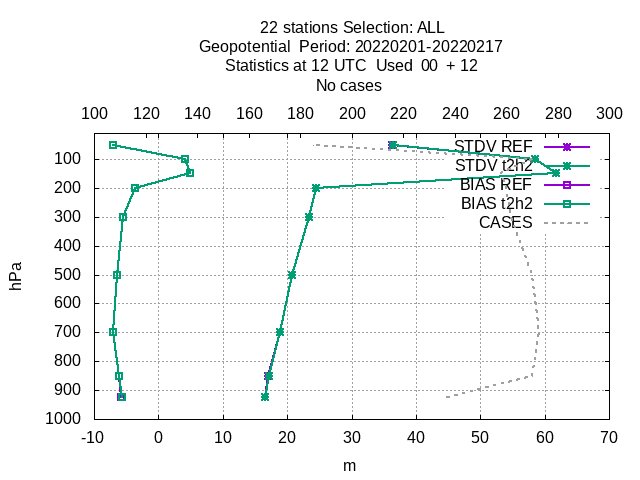 22 stations Selection: ALL
Geopotential  Period: 20220201-20220217
Statistics at 12 UTC  Used  00  + 12
No cases
100 120 140 160 180 200 220 240 260 280 300
STDV REF
STDV t2h2
BIAS REF
BIAS t2h2
CASES
hPa
100
200
300
400
500
600
700
800
900
1000
-10 0 10 20 30 40 50 60 70
m